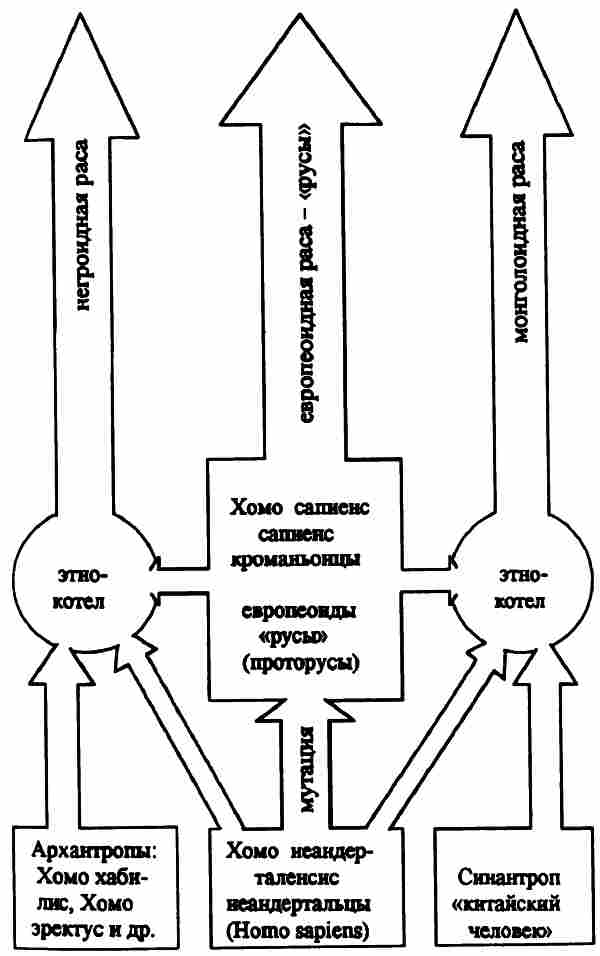 негроидная раса
европеоидная раса – «русы»
монголоидная раса
Хомо сапиенс
сапиенс
кроманьонцы
европеоиды
«русы»
(проторусы)
этно-
котел
этно-
котел
мутация
Архантропы:
Хомо хаби-
лис, Хомо
эректус и др.
Хомо неандер-
таленсис
неандертальцы
(Homo sapiens)
Синантроп
«китайский
человек»